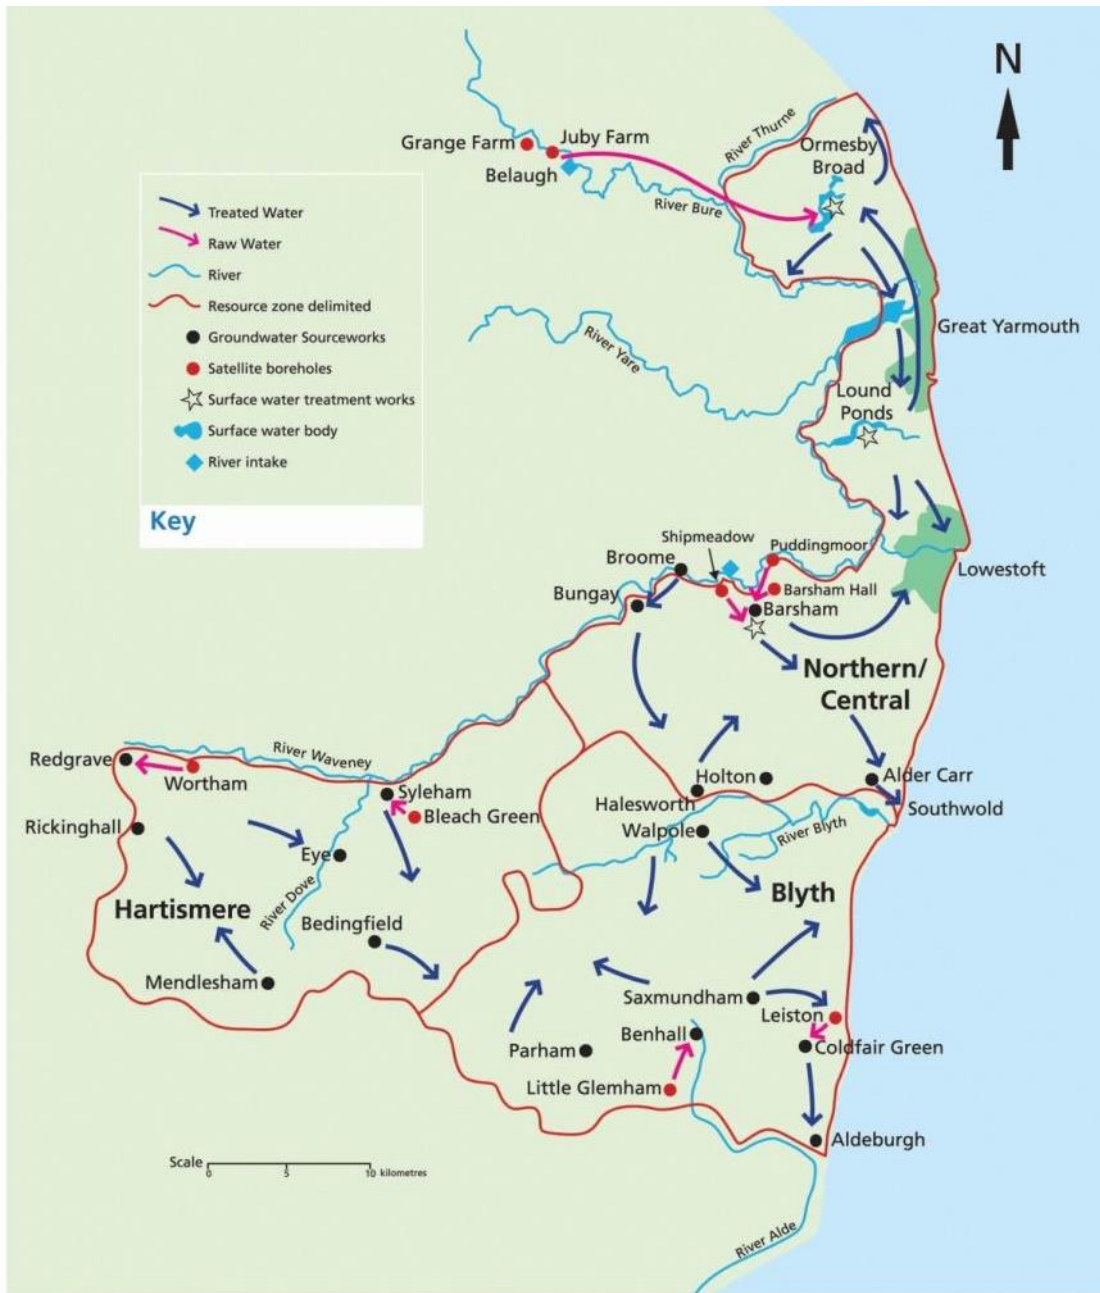 N
Grange Farm
Juby Farm
Belaugh
River Thurne
Ormesby
Broad
River Bure
Treated Water
Raw Water
River
Resource zone delimited
Groundwater Sourceworks
Satellite boreholes
Surface water treatment works
Surface water body
River intake
Key
Great Yarmouth
River Yare
Lound
Ponds
Shipmeadow
Puddingmoor
Broome
Lowestoft
Bungay
Barsham Hall
Barsham
Northern/
Central
Redgrave
River Waveney
Wortham
Syleham
Bleach Green
Holton
Alder Carr
Halesworth
Southwold
Rickinghall
Walpole
River Blyth
Eye
River Dove
Blyth
Hartismere
Bedingfield
Mendlesham
Saxmundham
Leiston
Benhall
Parham
Coldfair Green
Little Glemham
Aldeburgh
Scale
0 5 10 kilometres
River Alde